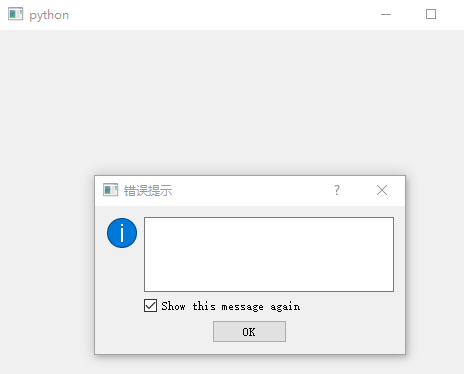 python
错误提示
Show this message again
OK